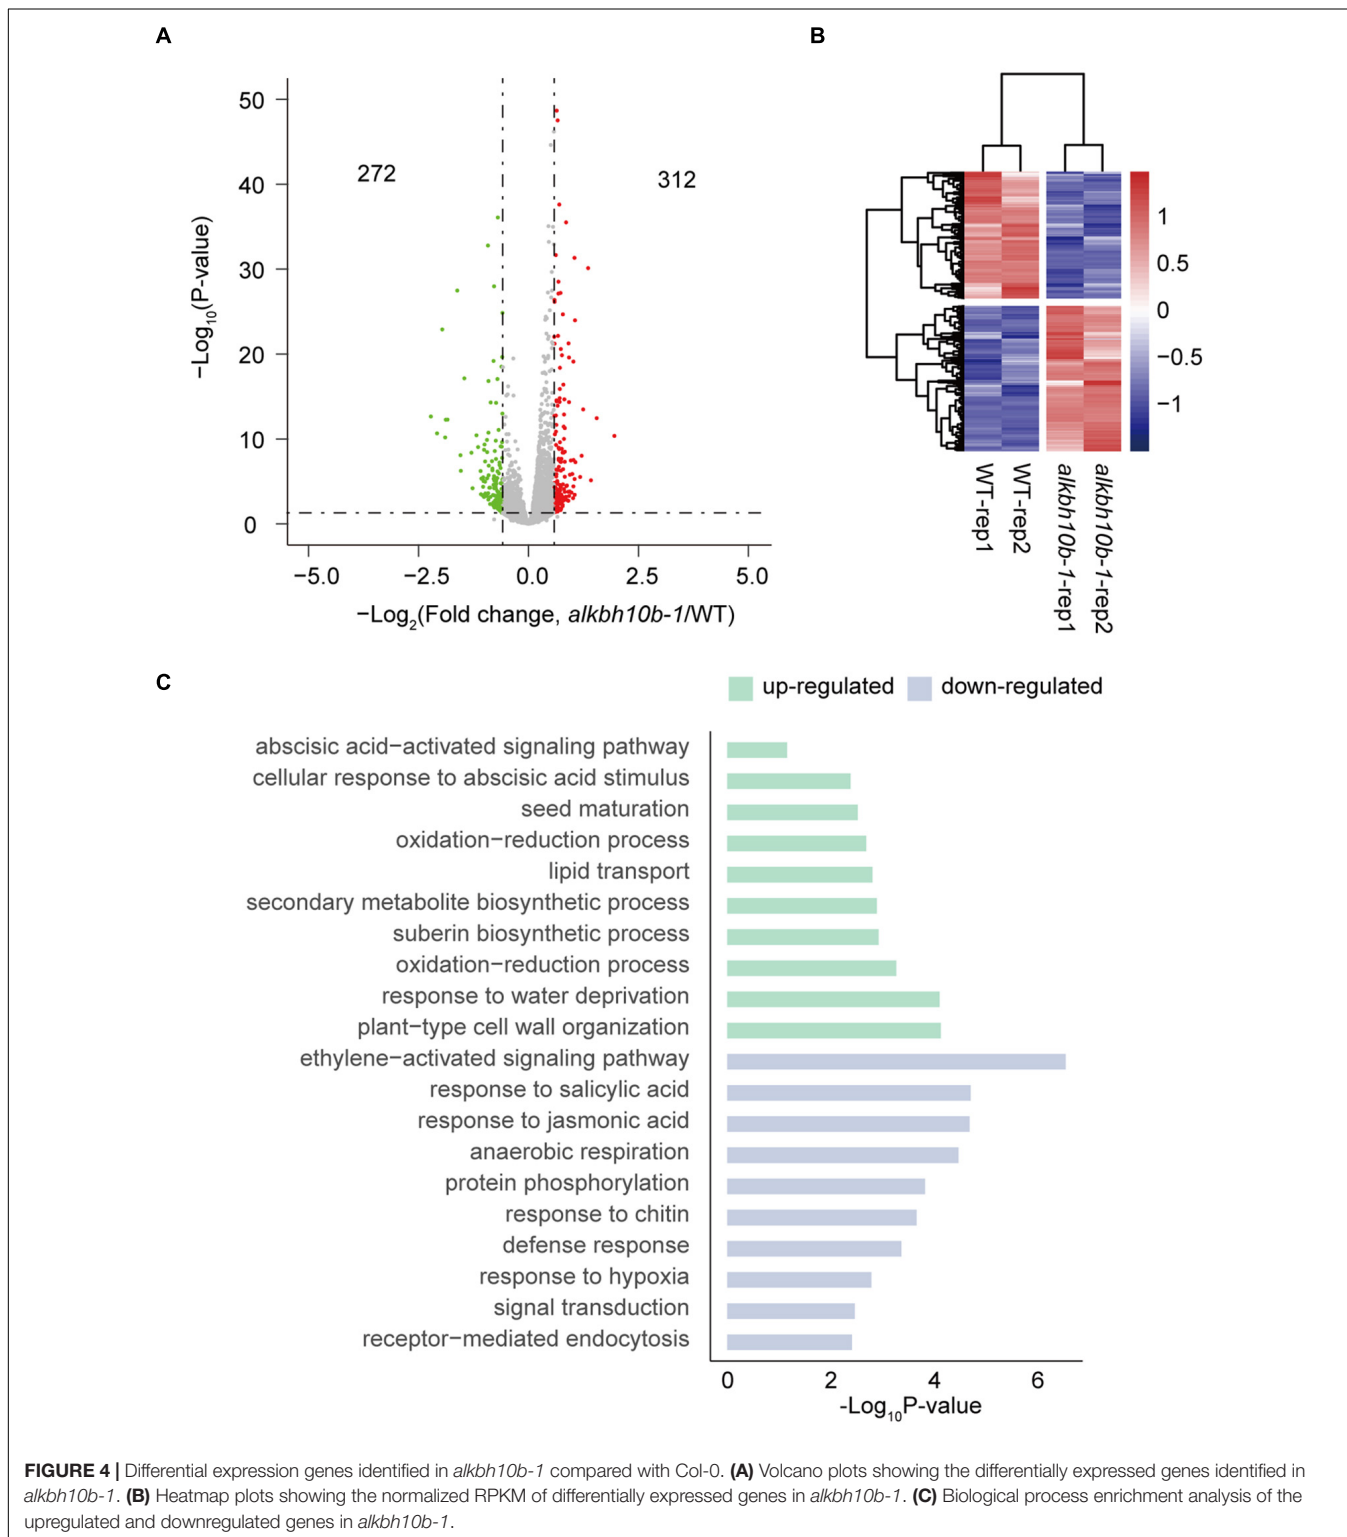 A
50
40
30
20
10
0
−Log10(P-value)
272
312
−5.0
−2.5
0.0
2.5
5.0
−Log2(Fold change, alkbh10b-1/WT)
B
1
0.5
0
−0.5
−1
WT-rep1
WT-rep2
alkbh10b-1-rep1
alkbh10b-1-rep2
C
up-regulated
down-regulated
abscisic acid−activated signaling pathway
cellular response to abscisic acid stimulus
seed maturation
oxidation−reduction process
lipid transport
secondary metabolite biosynthetic process
suberin biosynthetic process
oxidation−reduction process
response to water deprivation
plant−type cell wall organization
ethylene−activated signaling pathway
response to salicylic acid
response to jasmonic acid
anaerobic respiration
protein phosphorylation
response to chitin
defense response
response to hypoxia
signal transduction
receptor−mediated endocytosis
0
2
4
6
-Log10P-value
FIGURE 4 | Differential expression genes identified in alkbh10b-1 compared with Col-0. (A) Volcano plots showing the differentially expressed genes identified in
alkbh10b-1. (B) Heatmap plots showing the normalized RPKM of differentially expressed genes in alkbh10b-1. (C) Biological process enrichment analysis of the
upregulated and downregulated genes in alkbh10b-1.